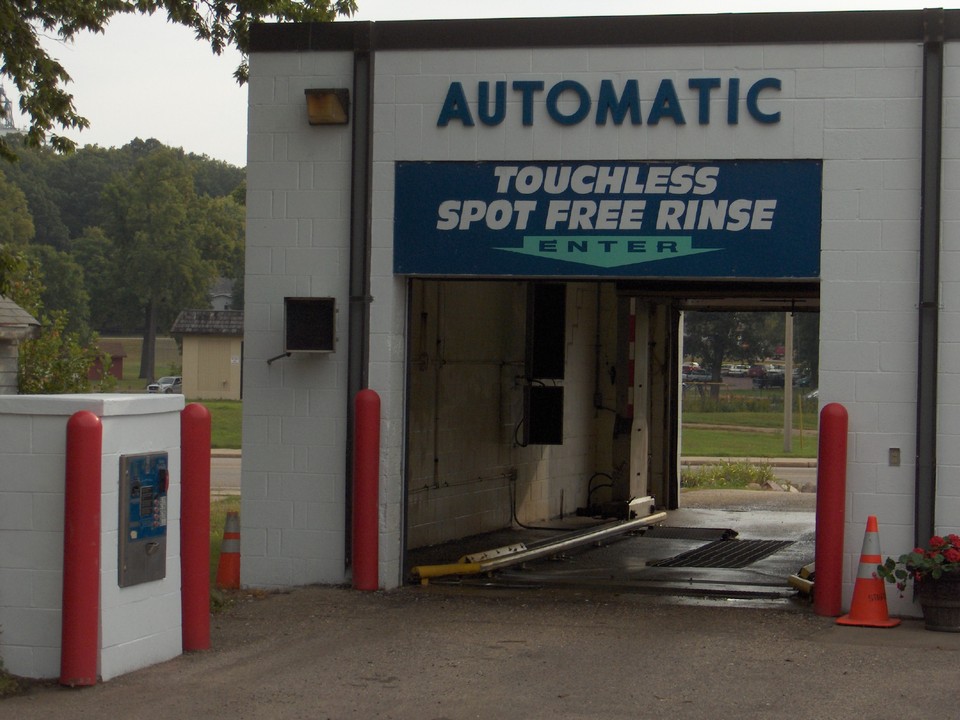 AUTOMATIC
TOUCHLESS
SPOT FREE RINSE
ENTER